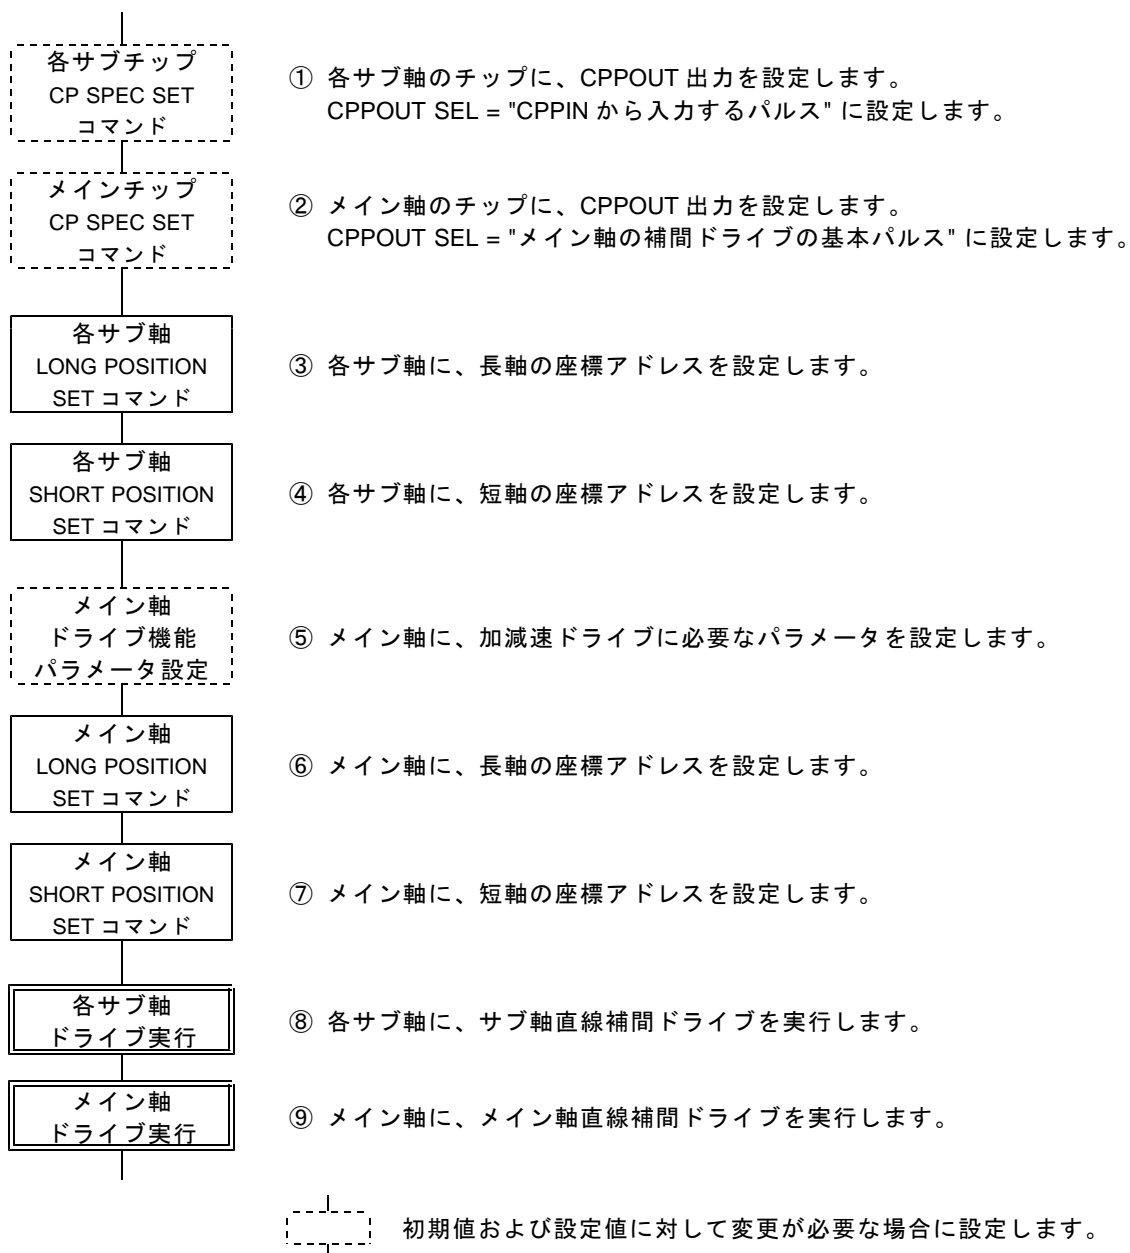 各サブチップ
CP SPEC SET
コマンド
① 各サブ軸のチップに、CPPOUT 出力を設定します。
CPPOUT SEL = "CPPIN から入力するパルス" に設定します。
メインチップ
CP SPEC SET
コマンド
② メイン軸のチップに、CPPOUT 出力を設定します。
CPPOUT SEL = "メイン軸の補間ドライブの基本パルス" に設定します。
各サブ軸
LONG POSITION
SET コマンド
③ 各サブ軸に、長軸の座標アドレスを設定します。
各サブ軸
SHORT POSITION
SET コマンド
④ 各サブ軸に、短軸の座標アドレスを設定します。
メイン軸
ドライブ機能
パラメータ設定
⑤ メイン軸に、加減速ドライブに必要なパラメータを設定します。
メイン軸
LONG POSITION
SET コマンド
⑥ メイン軸に、長軸の座標アドレスを設定します。
メイン軸
SHORT POSITION
SET コマンド
⑦ メイン軸に、短軸の座標アドレスを設定します。
各サブ軸
ドライブ実行
⑧ 各サブ軸に、サブ軸直線補間ドライブを実行します。
メイン軸
ドライブ実行
⑨ メイン軸に、メイン軸直線補間ドライブを実行します。
初期値および設定値に対して変更が必要な場合に設定します。